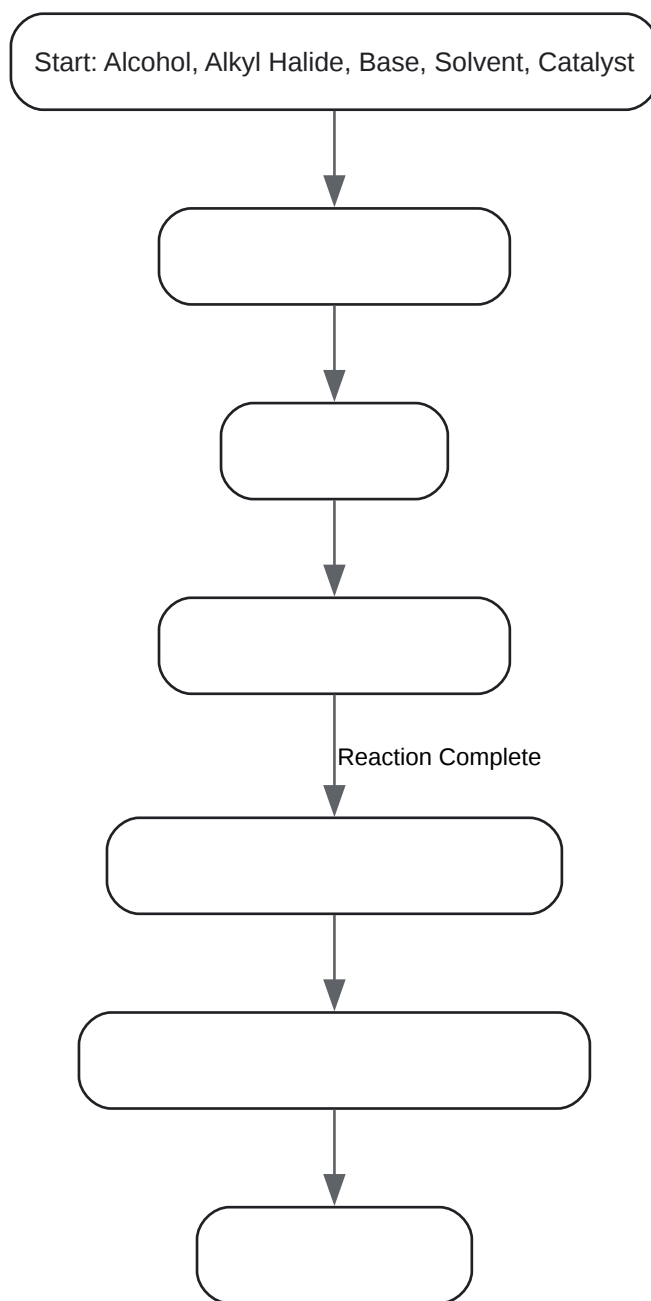 Start: Alcohol, Alkyl Halide, Base, Solvent, Catalyst
Reaction Complete